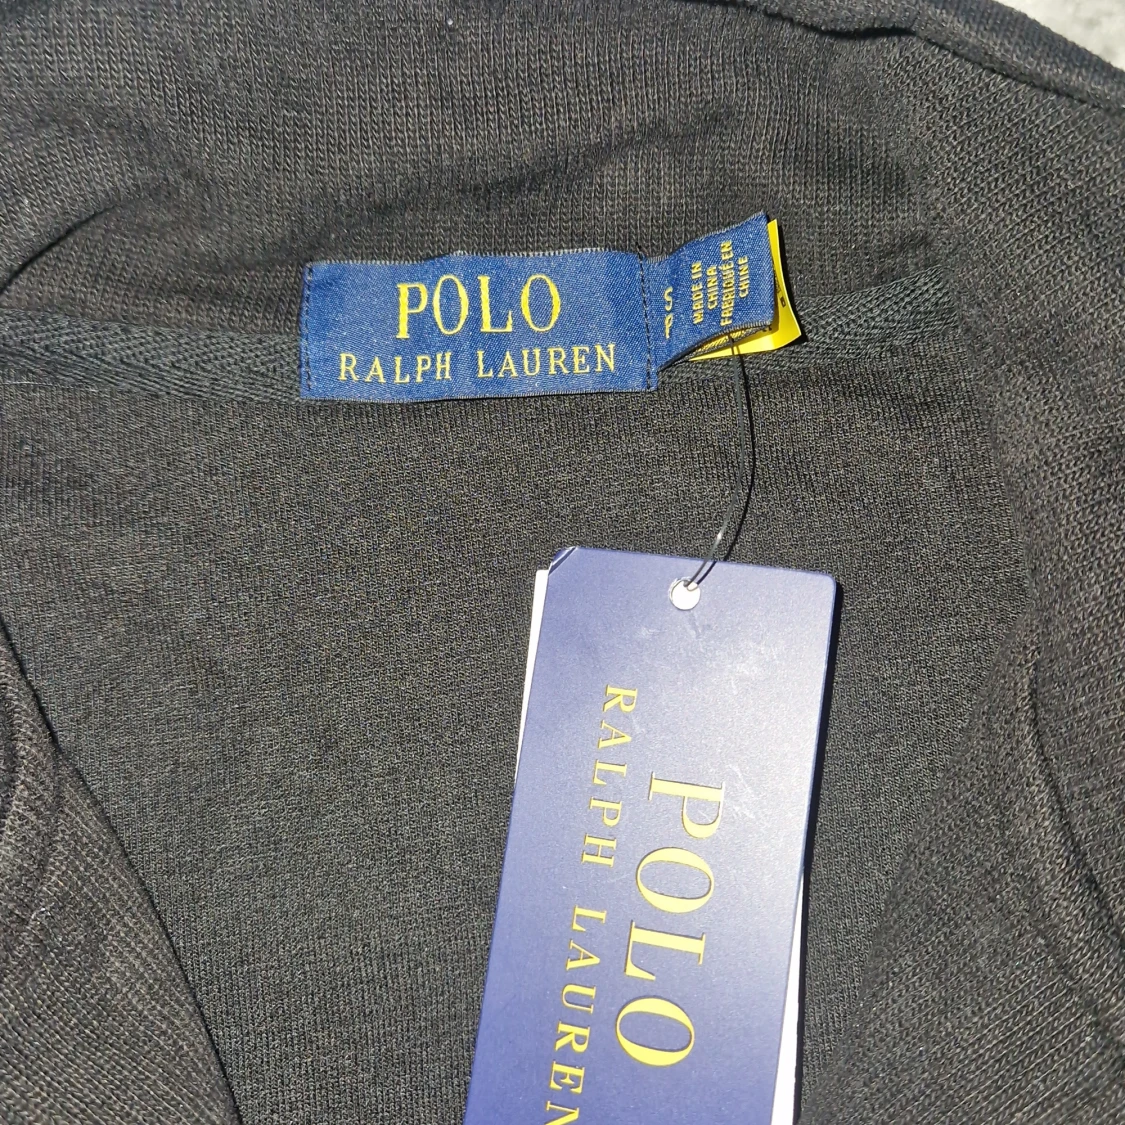 POLO
RALPH LAUREN
S
P
MADE IN
CHINA
FABRIQUÉ EN
CHINE
POLO
RALPH LAUREN